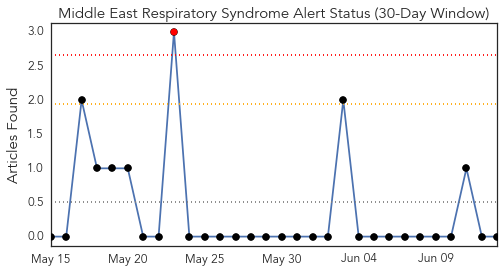 Middle East Respiratory Syndrome Alert Status (30-Day Window)
Articles Found
3.0
2.5
2.0
1.5
1.0
0.5
0.0
May 15 May 20 May 25 May 30 Jun 04 Jun 09